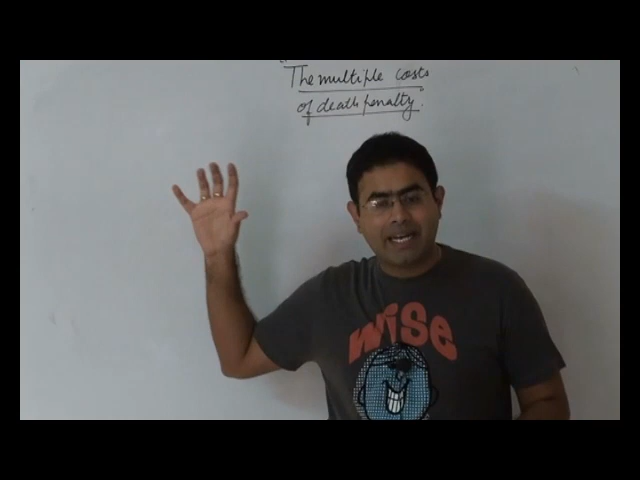 "The multiple costs
of death penalty".
WiSe